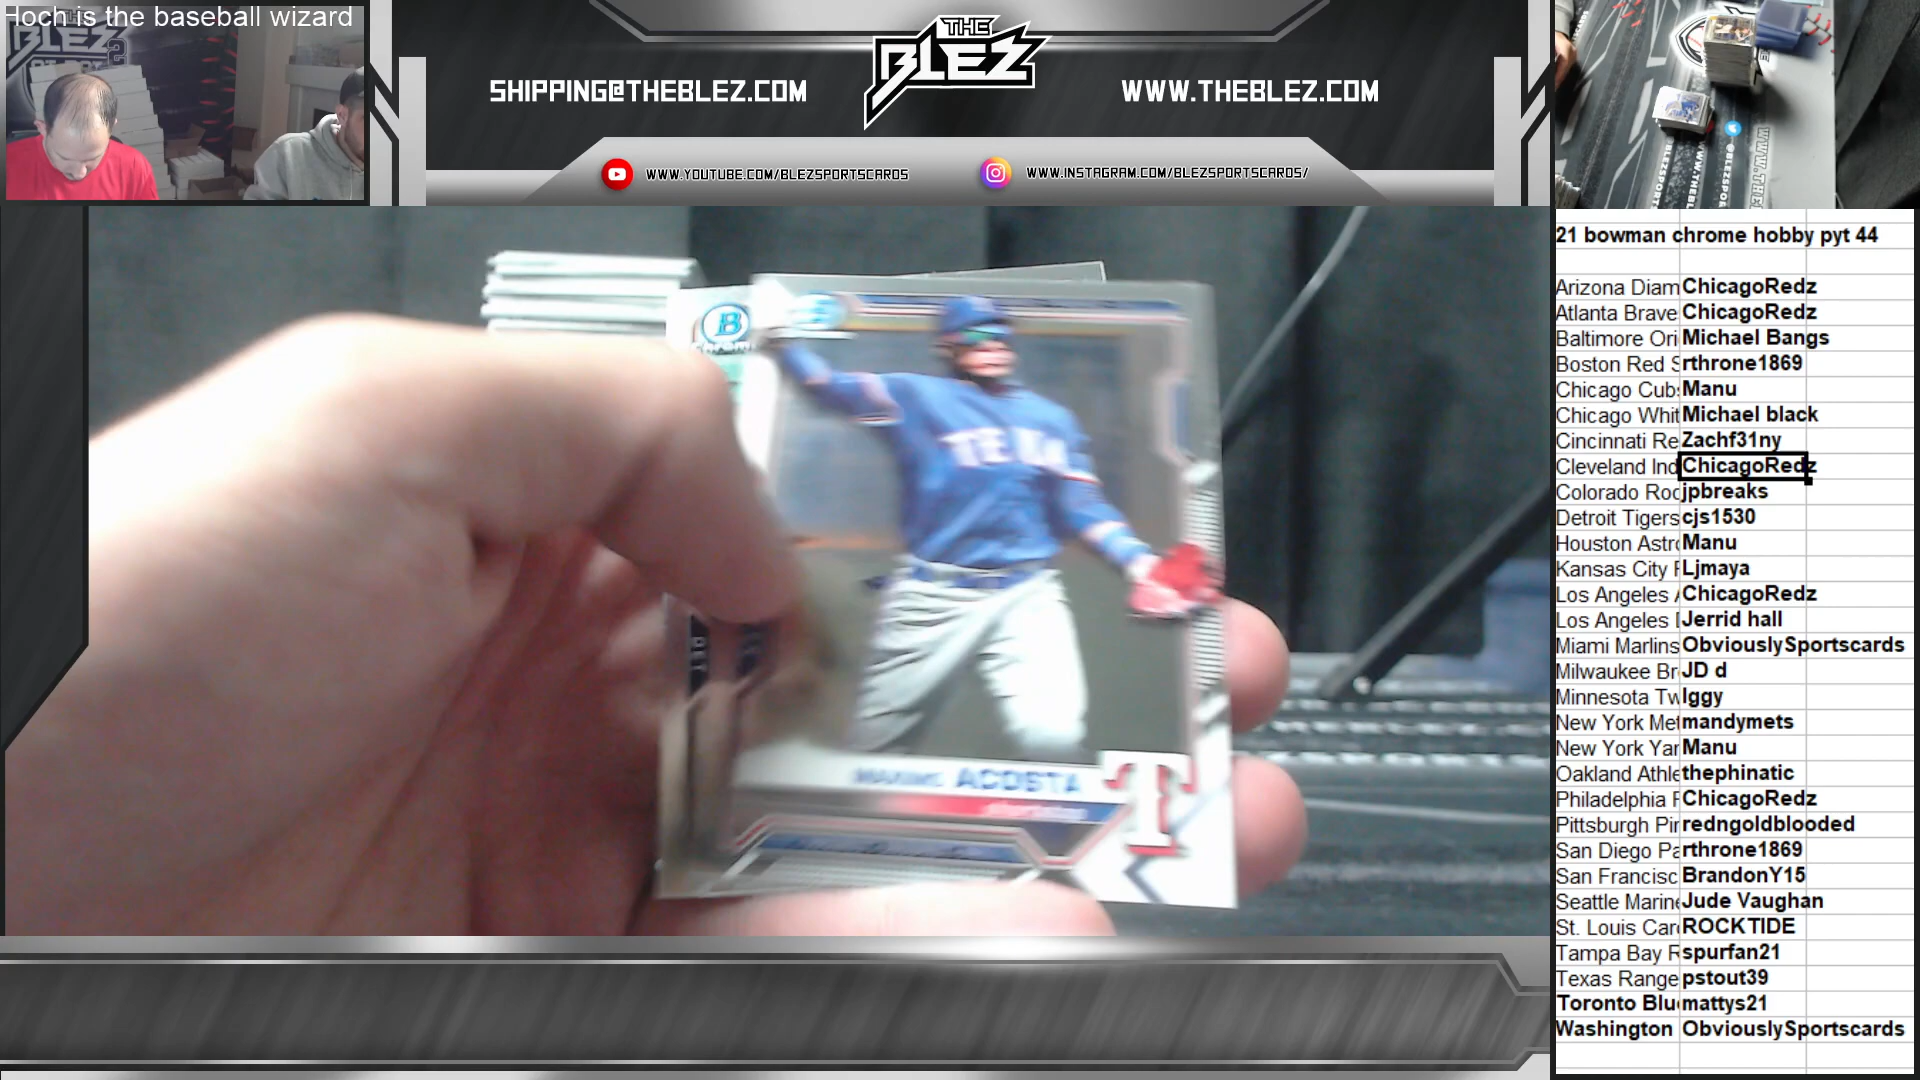 Hoch is the baseball wizard
THE
BLEZ
SHIPPING@THEBLEZ.COM
WWW.THEBLEZ.COM
WWW.YOUTUBE.COM/BLEZSPORTSCARDS
WWW.INSTAGRAM.COM/BLEZSPORTSCARDS/
B
ACOSTA
T
21 bowman chrome hobby pyt 44
Arizona Diam ChicagoRedz
Atlanta Brave ChicagoRedz
Baltimore Ori Michael Bangs
Boston Red S rthrone1869
Chicago Cubs Manu
Chicago Whit Michael black
Cincinnati Re Zachf31ny
Cleveland Ind ChicagoRedz
Colorado Roc jpbreaks
Detroit Tigers cjs1530
Houston Astro Manu
Kansas City R Ljmaya
Los Angeles A ChicagoRedz
Los Angeles D Jerrid hall
Miami Marlins ObviouslySportscards
Milwaukee Br JD d
Minnesota Tw Iggy
New York Met mandymets
New York Yan Manu
Oakland Athle thephinatic
Philadelphia P ChicagoRedz
Pittsburgh Pir redngoldblooded
San Diego Pa rthrone1869
San Francisc BrandonY15
Seattle Marine Jude Vaughan
St. Louis Card ROCKTIDE
Tampa Bay R spurfan21
Texas Range pstout39
Toronto Blue mattys21
Washington ObviouslySportscards